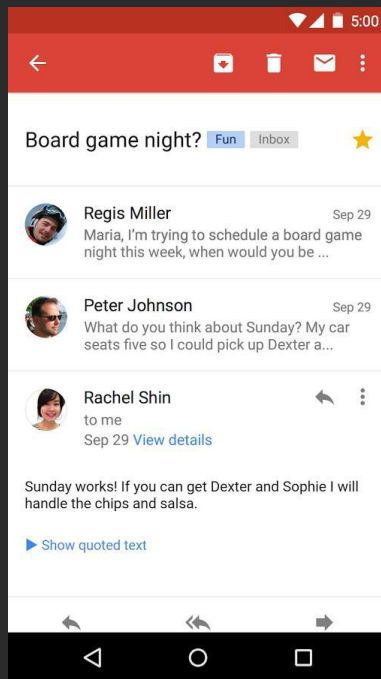 5:00
Board game night? Fun Inbox
Regis Miller Sep 29
Maria, I'm trying to schedule a board game
night this week, when would you be ...
Peter Johnson Sep 29
What do you think about Sunday? My car
seats five so I could pick up Dexter a...
Rachel Shin
to me
Sep 29 View details
Sunday works! If you can get Dexter and Sophie I will
handle the chips and salsa.
Show quoted text